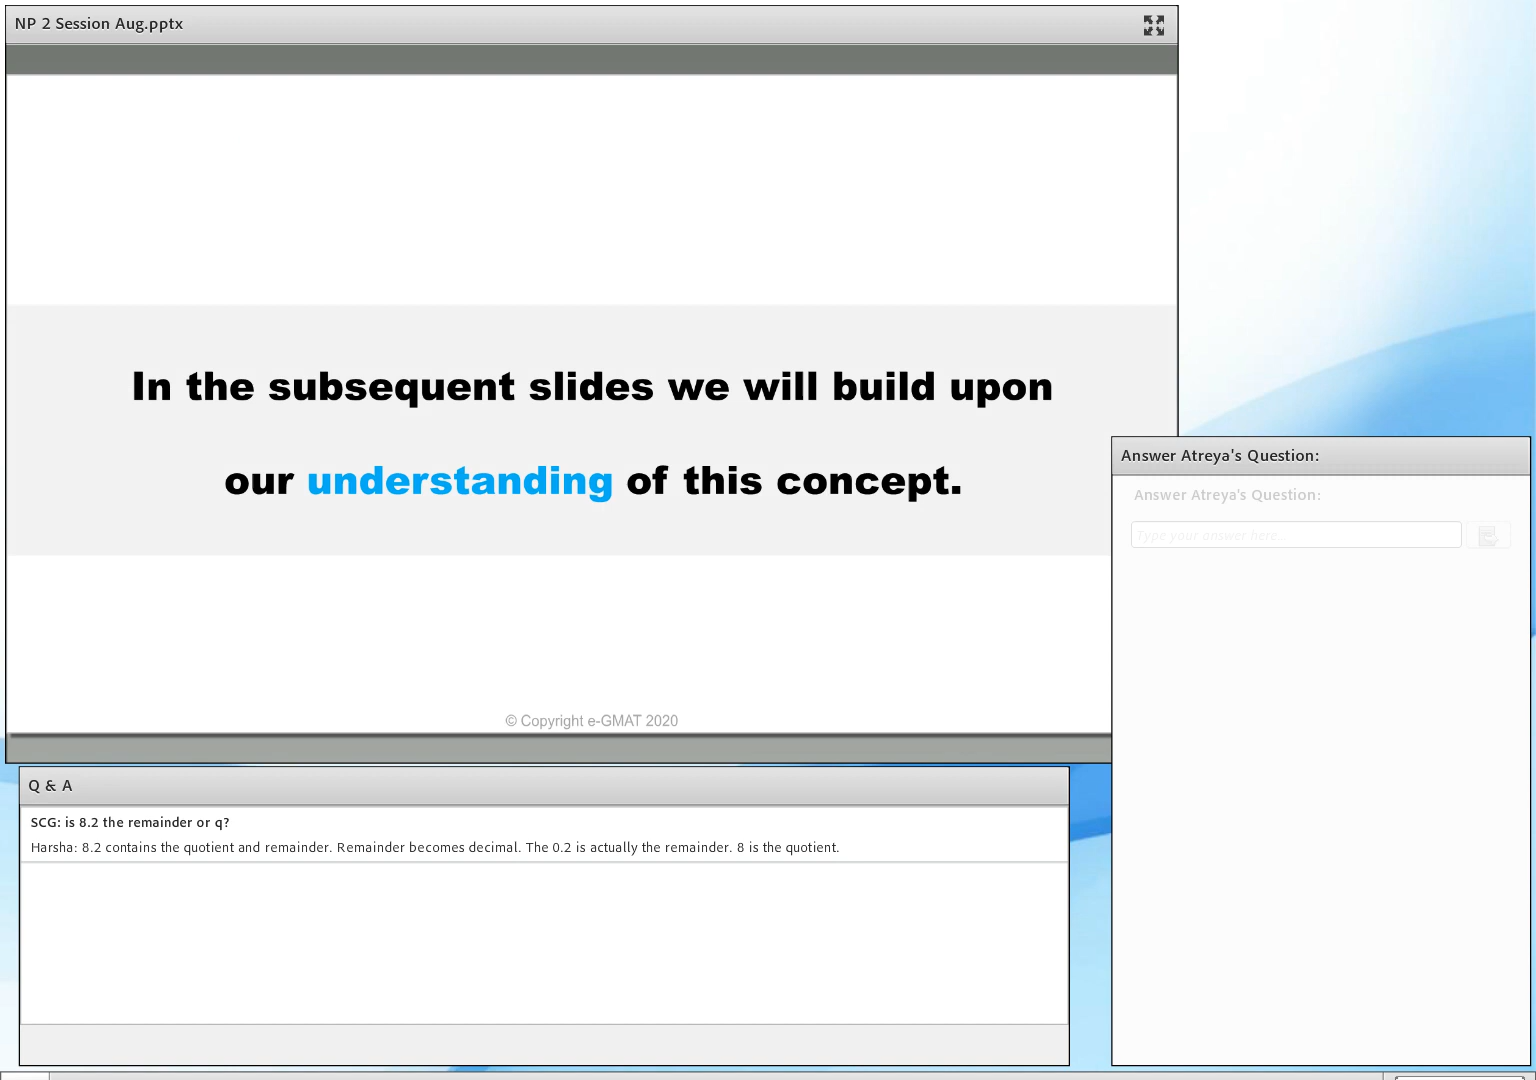 NP 2 Session Aug.pptx
In the subsequent slides we will build upon
our understanding of this concept.
© Copyright e-GMAT 2020
Answer Atreya's Question:
Answer Atreya's Question:
Type your answer here...
Q & A
SCG: is 8.2 the remainder or q?
Harsha: 8.2 contains the quotient and remainder. Remainder becomes decimal. The 0.2 is actually the remainder. 8 is the quotient.